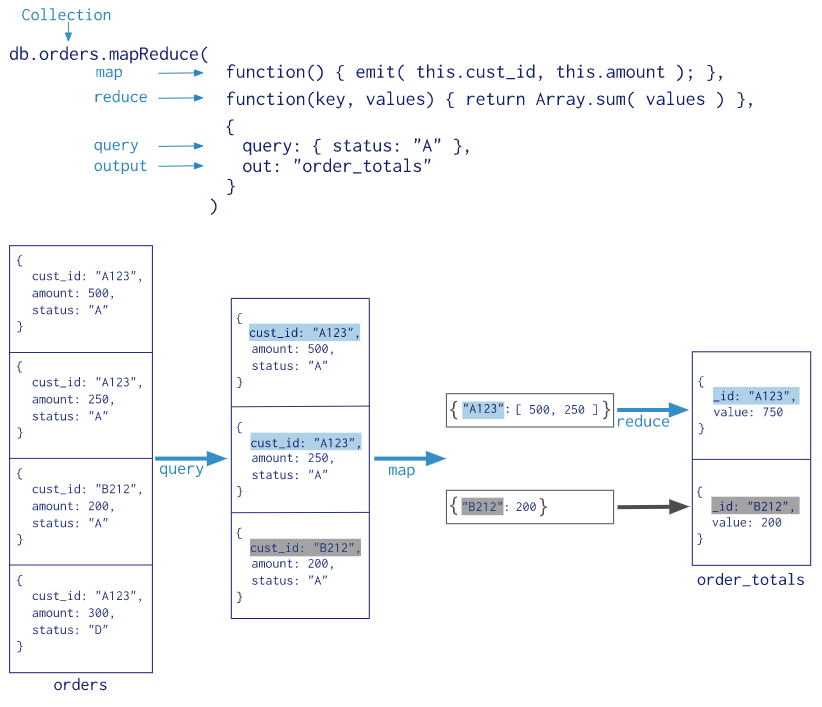 Collection
db.orders.mapReduce(
map function() { emit( this.cust_id, this.amount ); },
reduce function(key, values) { return Array.sum( values ) },
{
query query: { status: "A" },
output out: "order_totals"
}
)
{
cust_id: "A123",
amount: 500,
status: "A"
}
{
cust_id: "A123",
amount: 250,
status: "A"
}
{
cust_id: "B212",
amount: 200,
status: "A"
}
{
cust_id: "A123",
amount: 300,
status: "D"
}
orders
query
{
cust_id: "A123",
amount: 500,
status: "A"
}
{
cust_id: "A123",
amount: 250,
status: "A"
}
{
cust_id: "B212",
amount: 200,
status: "A"
}
map
{"A123": [ 500, 250 ]}
{"B212": 200}
reduce
{
_id: "A123",
value: 750
}
{
_id: "B212",
value: 200
}
order_totals